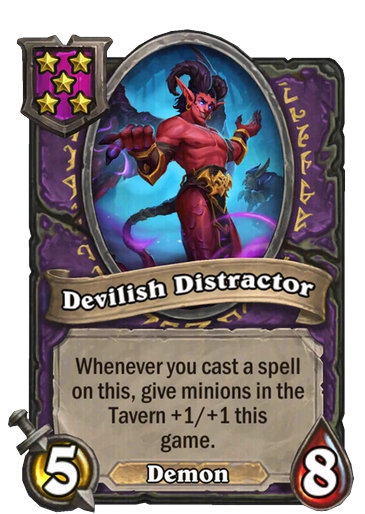 Devilish Distractor
Whenever you cast a spell
on this, give minions in the
Tavern +1/+1 this
game.
5
Demon
8